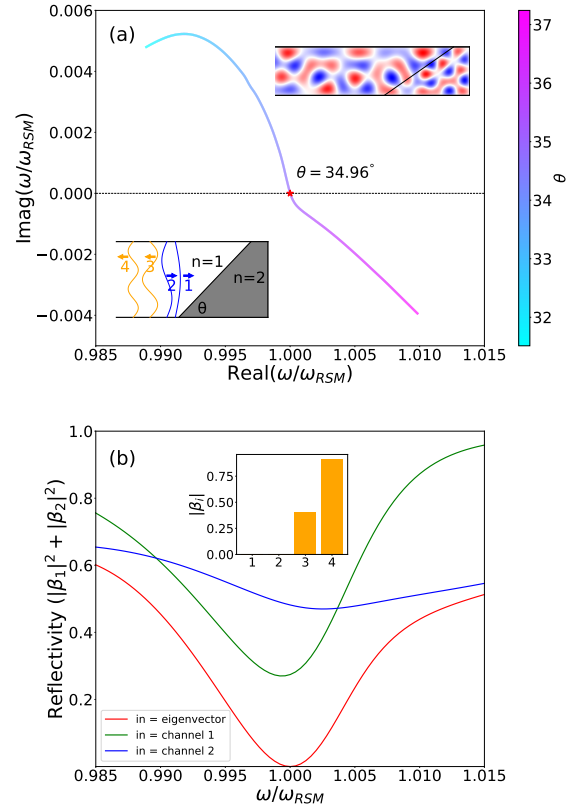 (a)
0.006
0.004
0.002
0.000
−0.002
−0.004
Imag(ω/ω_RSM)
θ = 34.96°
4
3
2
1
n=1
n=2
θ
0.985
0.990
0.995
1.000
1.005
1.010
1.015
Real(ω/ω_RSM)
37
36
35
34
33
32
θ
(b)
1.0
0.8
0.6
0.4
0.2
Reflectivity (|β₁|² + |β₂|²)
0.75
0.50
0.25
0.00
|βᵢ|
1
2
3
4
in = eigenvector
in = channel 1
in = channel 2
0.985
0.990
0.995
1.000
1.005
1.010
1.015
ω/ω_RSM